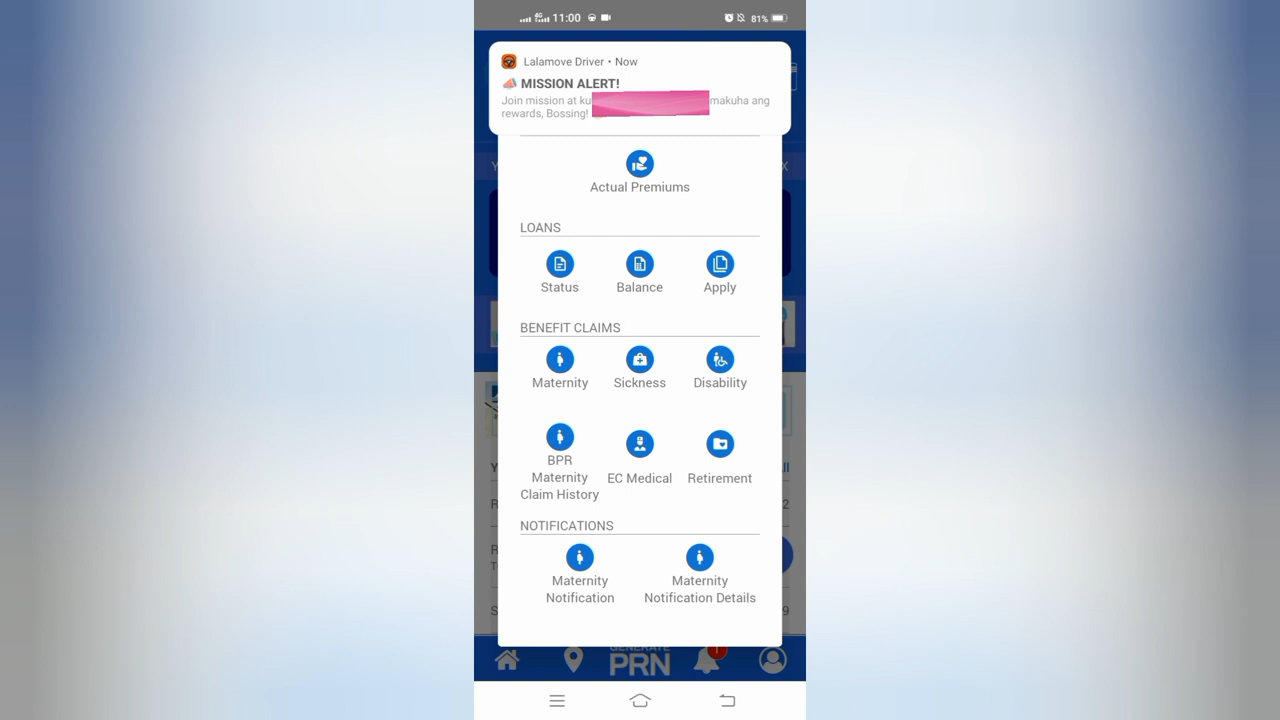 4G 11:00 81%
Lalamove Driver • Now
📣 MISSION ALERT!
Join mission at ku makuha ang
rewards, Bossing!
Y X
Actual Premiums
LOANS
Status Balance Apply
BENEFIT CLAIMS
Maternity Sickness Disability
BPR
Maternity
Claim History EC Medical Retirement
NOTIFICATIONS
Maternity
Notification
Maternity
Notification Details
GENERATE
PRN